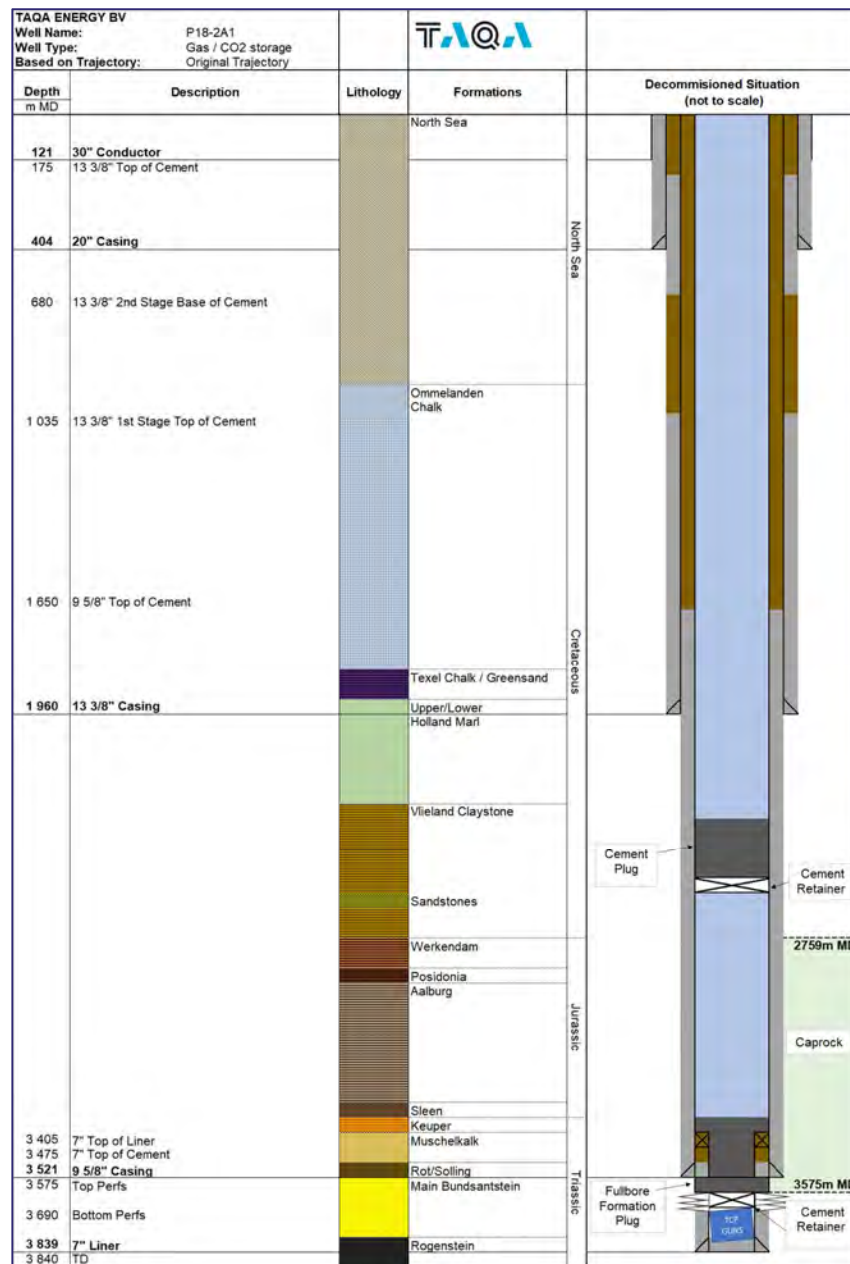 TAQA ENERGY BV
Well Name: P18-2A1
Well Type: Gas / CO2 storage
Based on Trajectory: Original Trajectory
TAQA
Depth Description Lithology Formations Decommisioned Situation
m MD (not to scale)
North Sea
121 30" Conductor
175 13 3/8" Top of Cement
404 20" Casing
North Sea
680 13 3/8" 2nd Stage Base of Cement
Ommelanden
Chalk
1 035 13 3/8" 1st Stage Top of Cement
1 650 9 5/8" Top of Cement
Cretaceous
Texel Chalk / Greensand
1 960 13 3/8" Casing Upper/Lower
Holland Marl
Vlieland Claystone
Cement
Plug
Cement
Retainer
Sandstones
Werkendam 2759m MD
Posidonia
Aalburg
Jurassic
Caprock
Sleen
Keuper
3 405 7" Top of Liner Muschelkalk
3 475 7" Top of Cement
3 521 9 5/8" Casing Rot/Solling
Triassic
3 575 Top Perfs Main Bundsantstein 3575m MD
Fullbore
Formation
Plug
3 690 Bottom Perfs
Cement
Retainer
TCP
GUNS
3 839 7" Liner Rogenstein
3 840 TD